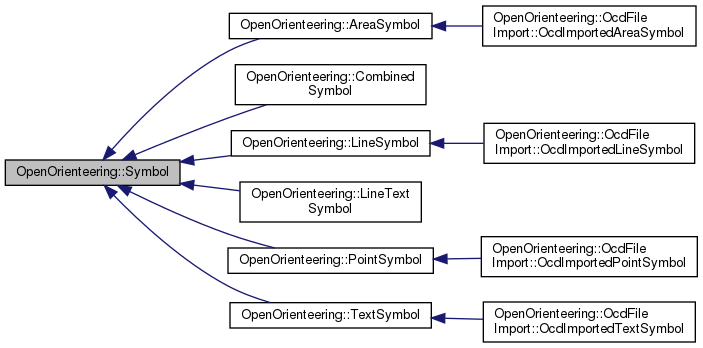 OpenOrienteering::Symbol
OpenOrienteering::AreaSymbol
OpenOrienteering::OcdFile
Import::OcdImportedAreaSymbol
OpenOrienteering::Combined
Symbol
OpenOrienteering::LineSymbol
OpenOrienteering::OcdFile
Import::OcdImportedLineSymbol
OpenOrienteering::LineText
Symbol
OpenOrienteering::PointSymbol
OpenOrienteering::OcdFile
Import::OcdImportedPointSymbol
OpenOrienteering::TextSymbol
OpenOrienteering::OcdFile
Import::OcdImportedTextSymbol